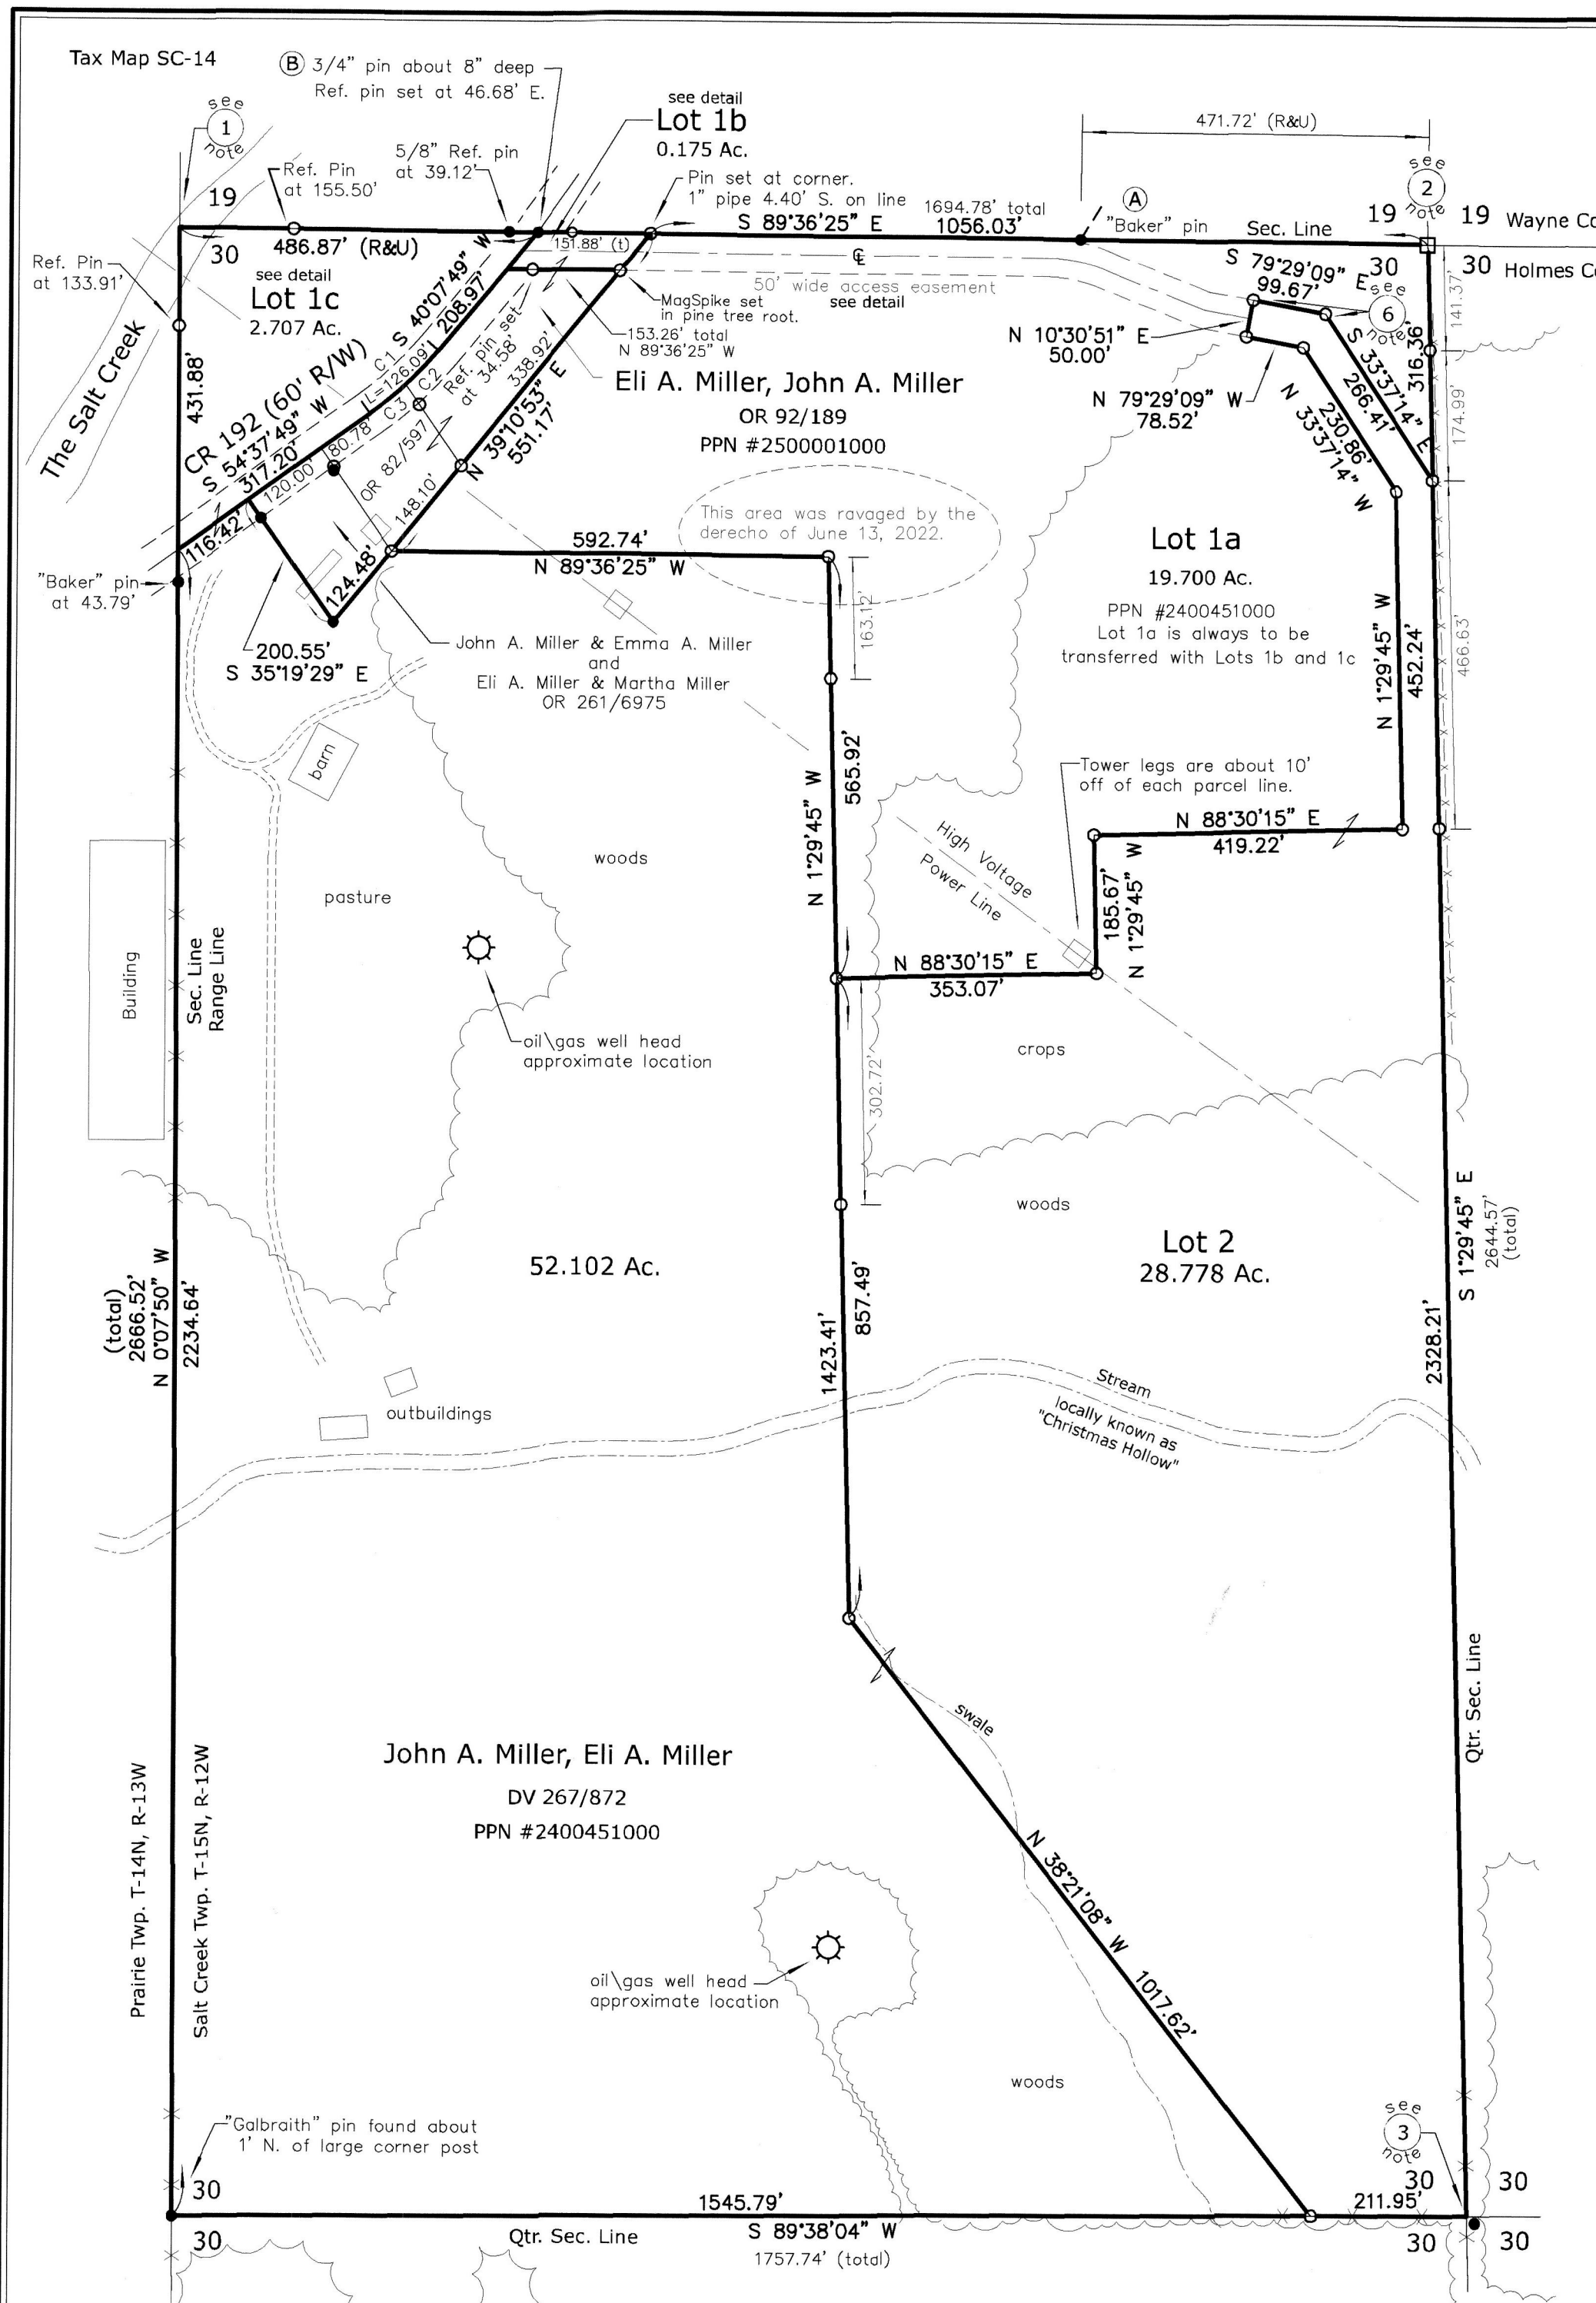 Tax Map SC-14
Ⓑ 3/4" pin about 8" deep
Ref. pin set at 46.68' E.
see detail
Lot 1b
0.175 Ac.
471.72' (R&U)
see
1
note
5/8" Ref. pin
at 39.12'
Ref. Pin
at 155.50'
Pin set at corner.
1" pipe 4.40' S. on line
1694.78' total
S 89°36'25" E
1056.03'
Ⓐ
"Baker" pin
Sec. Line
see
2
note
19
19
19
Wayne Co
30
30
30
Holmes C
486.87' (R&U)
151.88' (t)
℄
50' wide access easement
see detail
Ref. Pin
at 133.91'
see detail
Lot 1c
2.707 Ac.
S 40°07'49" W
208.97'
MagSpike set
in pine tree root.
153.26' total
N 89°36'25" W
S 79°29'09" E
99.67'
see
6
note
N 10°30'51" E
50.00'
N 79°29'09" W
78.52'
S 33°37'14" E
266.41'
230.86'
N 33°37'14" W
316.36'
141.37'
174.99'
The Salt Creek
431.88'
CR 192 (60' R/W)
S 54°37'49" W
317.20'
C1
L=126.09'
C2
C3
Ref. pin set
at 34.58'
338.92'
N 39°10'53" E
551.17'
Eli A. Miller, John A. Miller
OR 92/189
PPN #2500001000
80.78'
120.00'
116.42'
OR 82/597
148.10'
124.48'
This area was ravaged by the
derecho of June 13, 2022.
592.74'
N 89°36'25" W
163.12'
Lot 1a
19.700 Ac.
PPN #2400451000
Lot 1a is always to be
transferred with Lots 1b and 1c
"Baker" pin
at 43.79'
200.55'
S 35°19'29" E
John A. Miller & Emma A. Miller
and
Eli A. Miller & Martha Miller
OR 261/6975
N 1°29'45" W
452.24'
466.63'
barn
565.92'
N 1°29'45" W
Tower legs are about 10'
off of each parcel line.
N 88°30'15" E
419.22'
High Voltage
Power Line
185.67'
N 1°29'45" W
woods
pasture
Building
Sec. Line
Range Line
N 88°30'15" E
353.07'
oil\gas well head
approximate location
302.72'
crops
woods
Lot 2
28.778 Ac.
52.102 Ac.
S 1°29'45" E
2644.57'
(total)
(total)
2666.52'
N 0°07'50" W
2234.64'
1423.41'
857.49'
2328.21'
outbuildings
Stream
locally known as
"Christmas Hollow"
Qtr. Sec. Line
swale
John A. Miller, Eli A. Miller
DV 267/872
PPN #2400451000
Prairie Twp. T-14N, R-13W
Salt Creek Twp. T-15N, R-12W
N 38°21'08" W
1017.62'
oil\gas well head
approximate location
woods
"Galbraith" pin found about
1' N. of large corner post
see
3
note
30
30
30
1545.79'
211.95'
30
Qtr. Sec. Line
S 89°38'04" W
30
30
1757.74' (total)